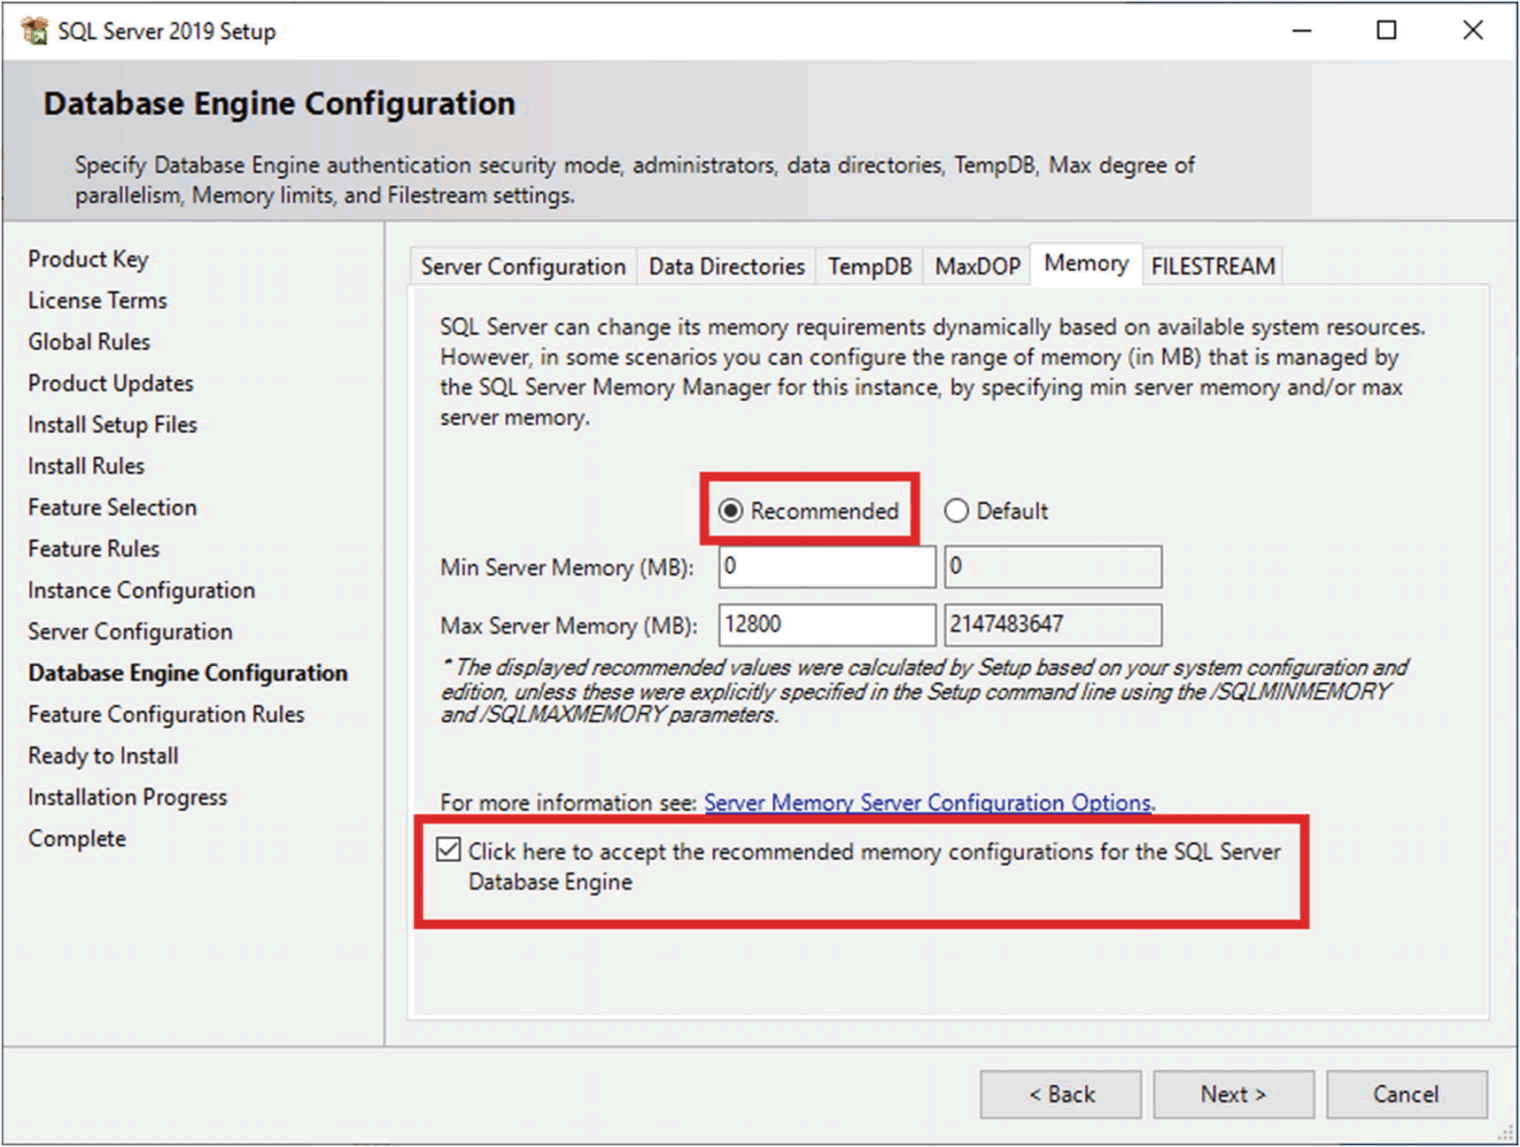 SQL Server 2019 Setup
Database Engine Configuration
Specify Database Engine authentication security mode, administrators, data directories, TempDB, Max degree of
parallelism, Memory limits, and Filestream settings.
Product Key
License Terms
Global Rules
Product Updates
Install Setup Files
Install Rules
Feature Selection
Feature Rules
Instance Configuration
Server Configuration
Database Engine Configuration
Feature Configuration Rules
Ready to Install
Installation Progress
Complete
Server Configuration Data Directories TempDB MaxDOP Memory FILESTREAM
SQL Server can change its memory requirements dynamically based on available system resources.
However, in some scenarios you can configure the range of memory (in MB) that is managed by
the SQL Server Memory Manager for this instance, by specifying min server memory and/or max
server memory.
Recommended Default
Min Server Memory (MB): 0 0
Max Server Memory (MB): 12800 2147483647
* The displayed recommended values were calculated by Setup based on your system configuration and
edition, unless these were explicitly specified in the Setup command line using the /SQLMINMEMORY
and /SQLMAXMEMORY parameters.
For more information see: Server Memory Server Configuration Options.
Click here to accept the recommended memory configurations for the SQL Server
Database Engine
< Back Next > Cancel